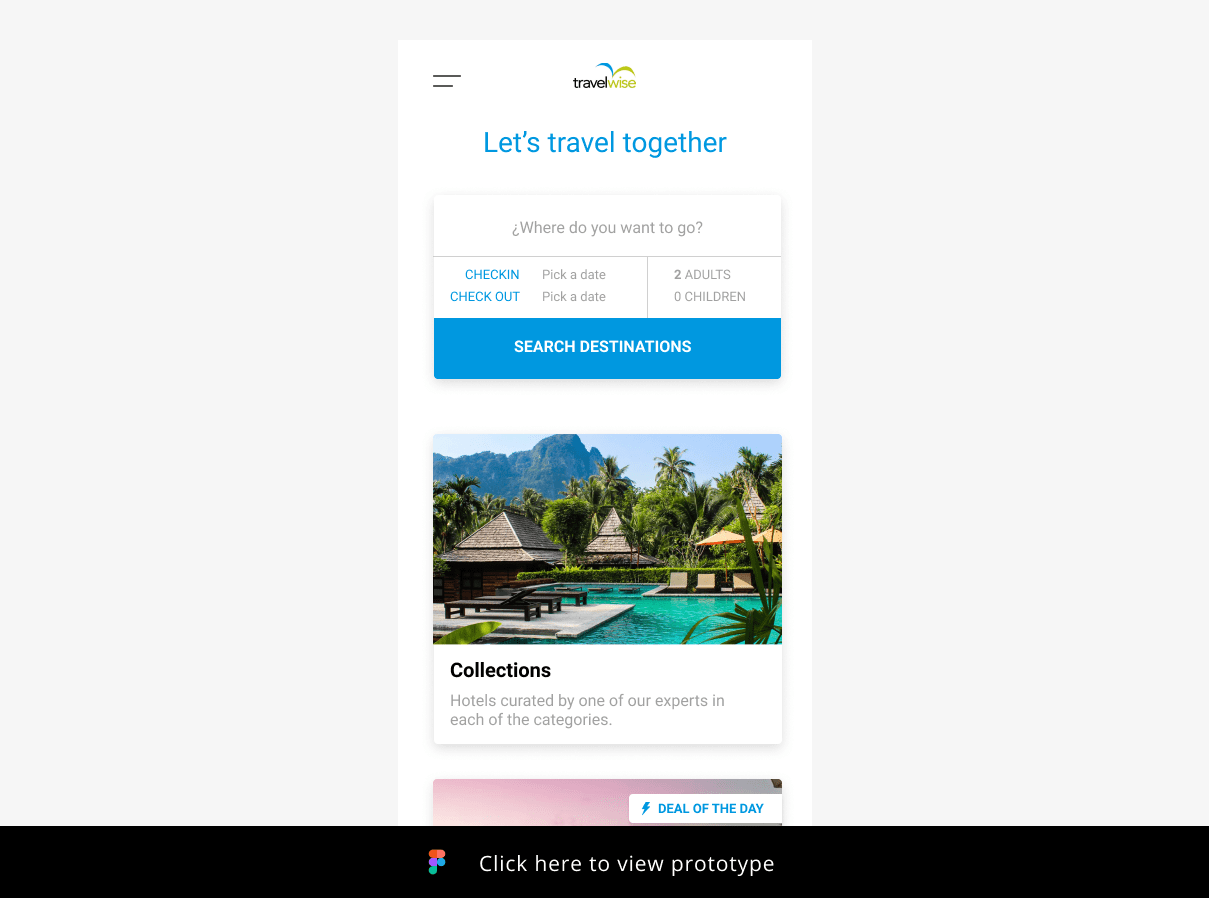 travelwise
Let's travel together
¿Where do you want to go?
CHECKIN Pick a date
CHECK OUT Pick a date
2 ADULTS
0 CHILDREN
SEARCH DESTINATIONS
Collections
Hotels curated by one of our experts in
each of the categories.
DEAL OF THE DAY
Click here to view prototype